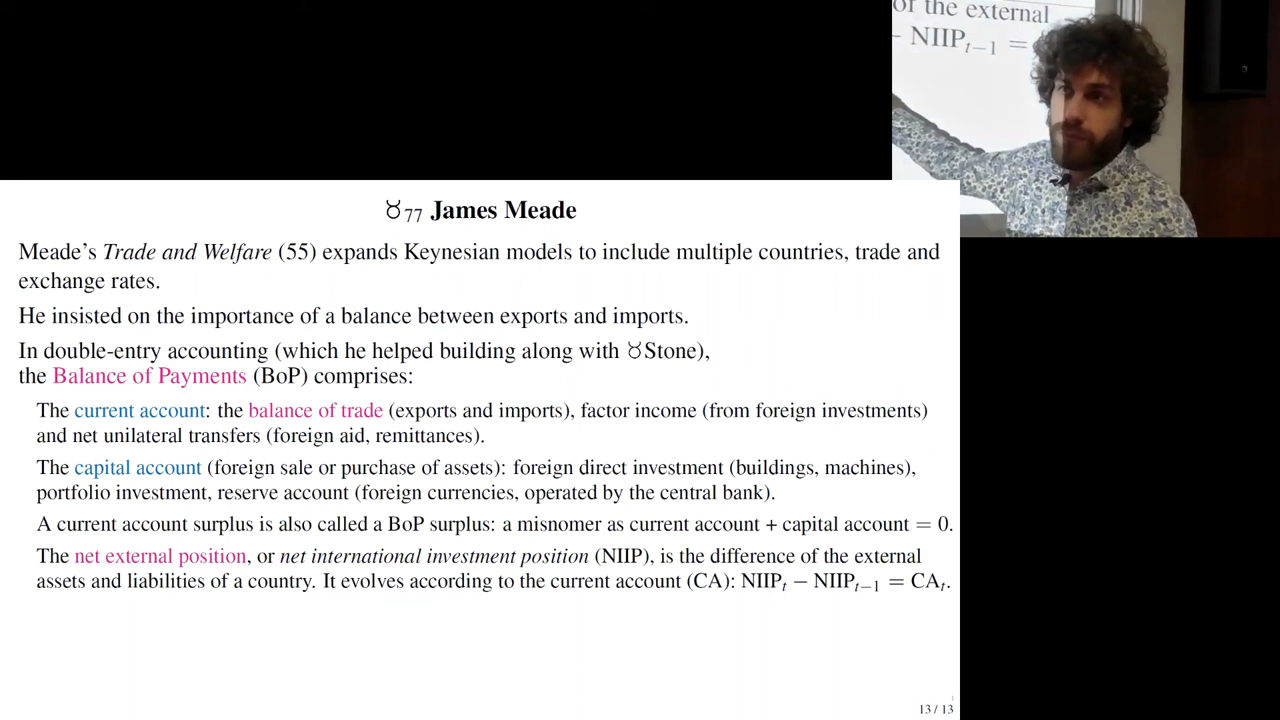 of the external
− NIIPₜ₋₁ =
♉77 James Meade
Meade’s Trade and Welfare (55) expands Keynesian models to include multiple countries, trade and
exchange rates.
He insisted on the importance of a balance between exports and imports.
In double-entry accounting (which he helped building along with ♉Stone),
the Balance of Payments (BoP) comprises:
The current account: the balance of trade (exports and imports), factor income (from foreign investments)
and net unilateral transfers (foreign aid, remittances).
The capital account (foreign sale or purchase of assets): foreign direct investment (buildings, machines),
portfolio investment, reserve account (foreign currencies, operated by the central bank).
A current account surplus is also called a BoP surplus: a misnomer as current account + capital account = 0.
The net external position, or net international investment position (NIIP), is the difference of the external
assets and liabilities of a country. It evolves according to the current account (CA): NIIPₜ − NIIPₜ₋₁ = CAₜ.
13 / 13